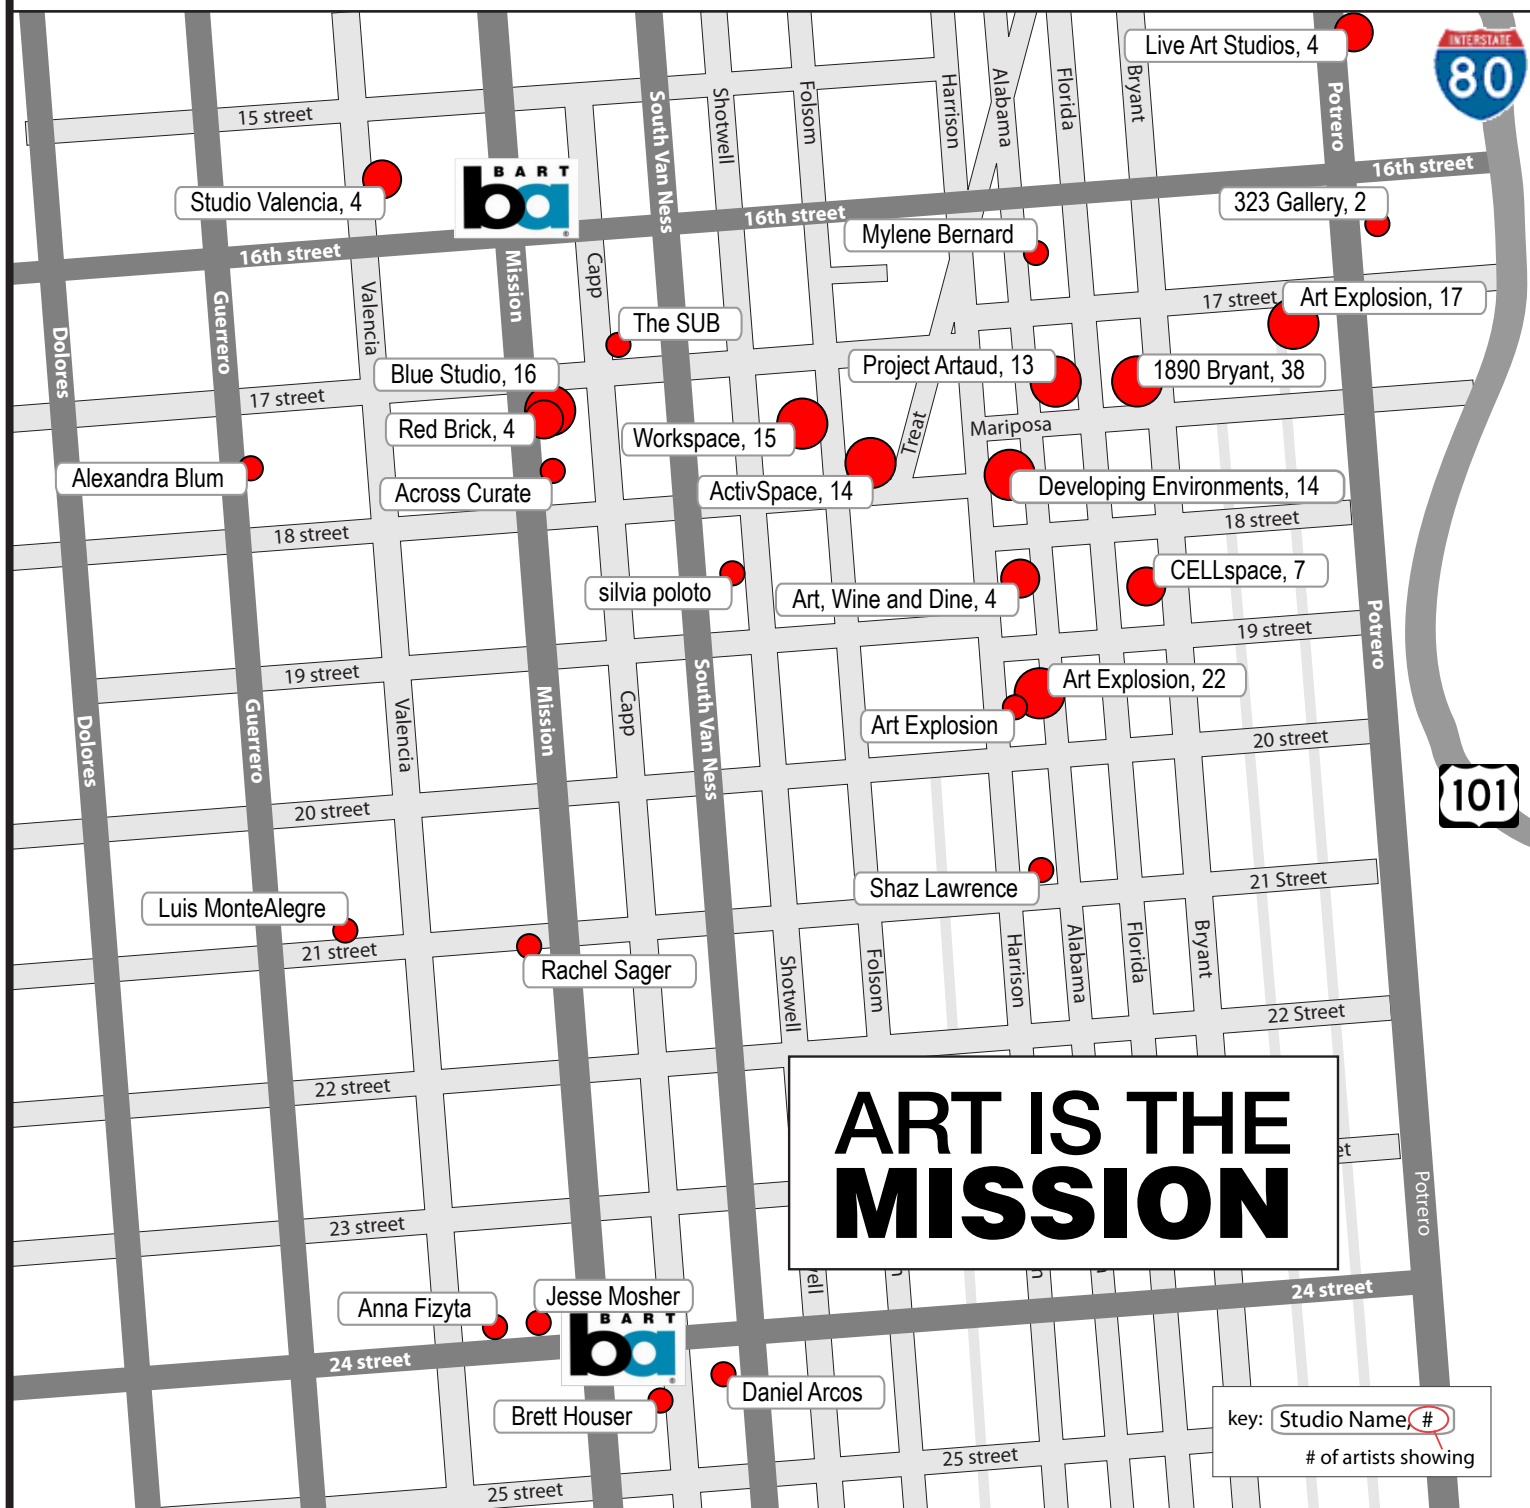 Live Art Studios, 4
INTERSTATE
80
15 street
South Van Ness
Shotwell
Folsom
Harrison
Alabama
Florida
Bryant
Potrero
BART
ba
Studio Valencia, 4
16th street
16th street
16th street
323 Gallery, 2
Mylene Bernard
Dolores
Guerrero
Valencia
Mission
Capp
The SUB
17 street
Art Explosion, 17
Blue Studio, 16
Project Artaud, 13
1890 Bryant, 38
17 street
Red Brick, 4
Workspace, 15
Treat
Mariposa
Alexandra Blum
Across Curate
ActivSpace, 14
Developing Environments, 14
18 street
18 street
silvia poloto
Art, Wine and Dine, 4
CELLspace, 7
Potrero
19 street
19 street
Dolores
Guerrero
Valencia
Mission
Capp
South Van Ness
Art Explosion, 22
Art Explosion
20 street
20 street
101
Shaz Lawrence
21 Street
Luis MonteAlegre
21 street
Rachel Sager
Shotwell
Folsom
Harrison
Alabama
Florida
Bryant
22 Street
22 street
ART IS THE
MISSION
et
Potrero
23 street
ell
n
n
Anna Fizyta
Jesse Mosher
BART
ba
24 street
24 street
Daniel Arcos
Brett Houser
25 street
25 street
key: Studio Name, #
# of artists showing